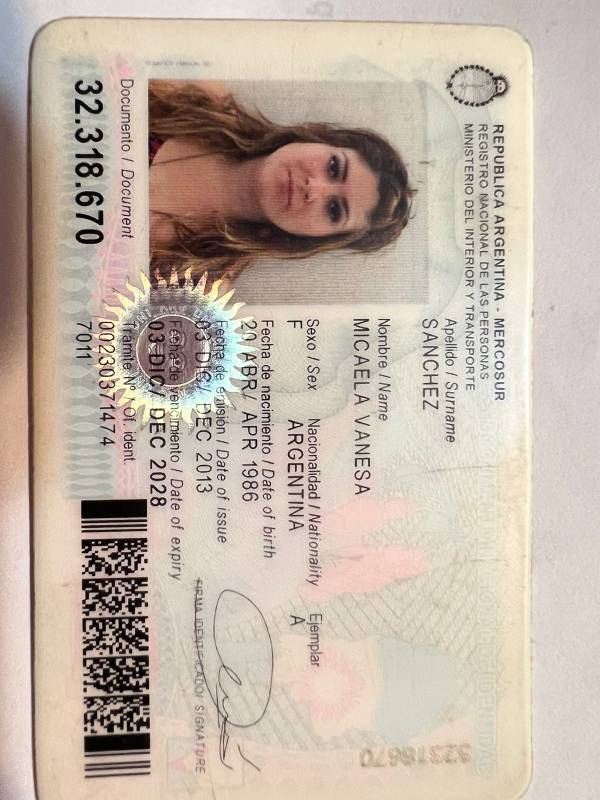 REPUBLICA ARGENTINA - MERCOSUR
REGISTRO NACIONAL DE LAS PERSONAS
MINISTERIO DEL INTERIOR Y TRANSPORTE
Apellido / Surname
SANCHEZ
Nombre / Name
MICAELA VANESA
Sexo / Sex Nacionalidad / Nationality Ejemplar
F ARGENTINA A
Fecha de nacimiento / Date of birth
20 ABR/ APR 1986
Fecha de emisión / Date of issue
03 DIC/ DEC 2013
Fecha de vencimiento / Date of expiry
03 DIC/ DEC 2028
Documento / Document
32.318.670
Trámite Nº / Of. ident.
00230371474
7011
FIRMA IDENTIFICADO/ SIGNATURE
32318670